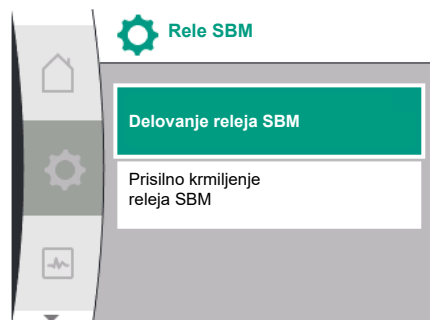 Rele SBM
Delovanje releja SBM
Prisilno krmiljenje
releja SBM